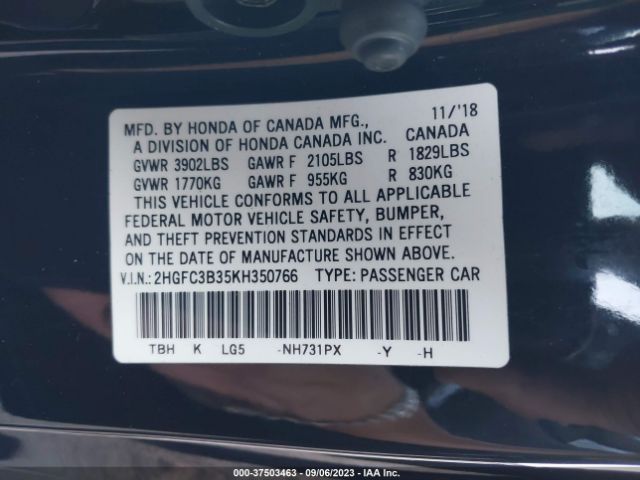 MFD. BY HONDA OF CANADA MFG., 11/'18
A DIVISION OF HONDA CANADA INC. CANADA
GVWR 3902LBS GAWR F 2105LBS R 1829LBS
GVWR 1770KG GAWR F 955KG R 830KG
THIS VEHICLE CONFORMS TO ALL APPLICABLE
FEDERAL MOTOR VEHICLE SAFETY, BUMPER,
AND THEFT PREVENTION STANDARDS IN EFFECT
ON THE DATE OF MANUFACTURE SHOWN ABOVE.
V.I.N.: 2HGFC3B35KH350766 TYPE: PASSENGER CAR
TBH K LG5 -NH731PX -Y -H
000-37503463 - 09/06/2023 - IAA Inc.